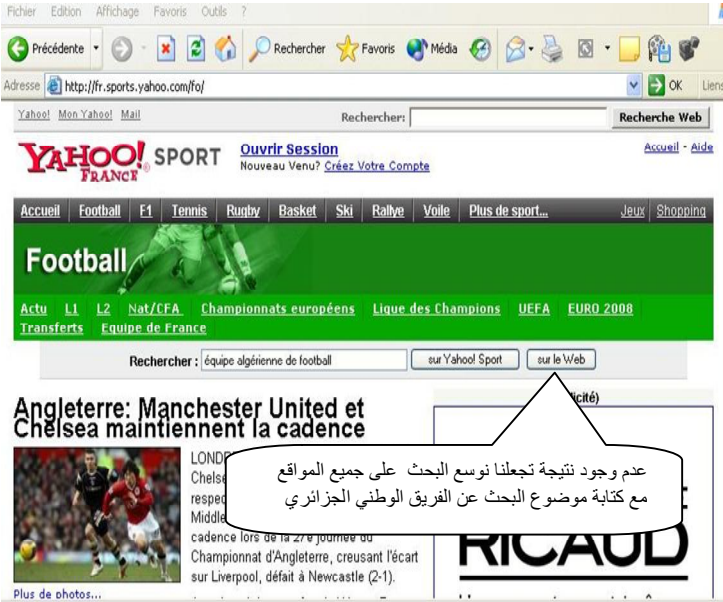 Fichier Edition Affichage Favoris Outils ?
Précédente Rechercher Favoris Média
Adresse http://fr.sports.yahoo.com/fo/ OK Liens
Yahoo! Mon Yahoo! Mail Rechercher: Recherche Web
YAHOO! FRANCE SPORT
Ouvrir Session
Nouveau Venu? Créez Votre Compte
Accueil - Aide
Accueil Football F1 Tennis Rugby Basket Ski Rallye Voile Plus de sport... Jeux Shopping
Football
Actu L1 L2 Nat/CFA Championnats européens Ligue des Champions UEFA EURO 2008
Transferts Equipe de France
Rechercher : équipe algérienne de football sur Yahoo! Sport sur le Web
Angleterre: Manchester United et
Chelsea maintiennent la cadence
Chelse
respec
Middle
cadence lors de la 27e journée du
Championnat d'Angleterre, creusant l'écart
sur Liverpool, défait à Newcastle (2-1).
Plus de photos...
icité)
عدم وجود نتيجة تجعلنا نوسع البحث على جميع المواقع
مع كتابة موضوع البحث عن الفريق الوطني الجزائري
RICAUD